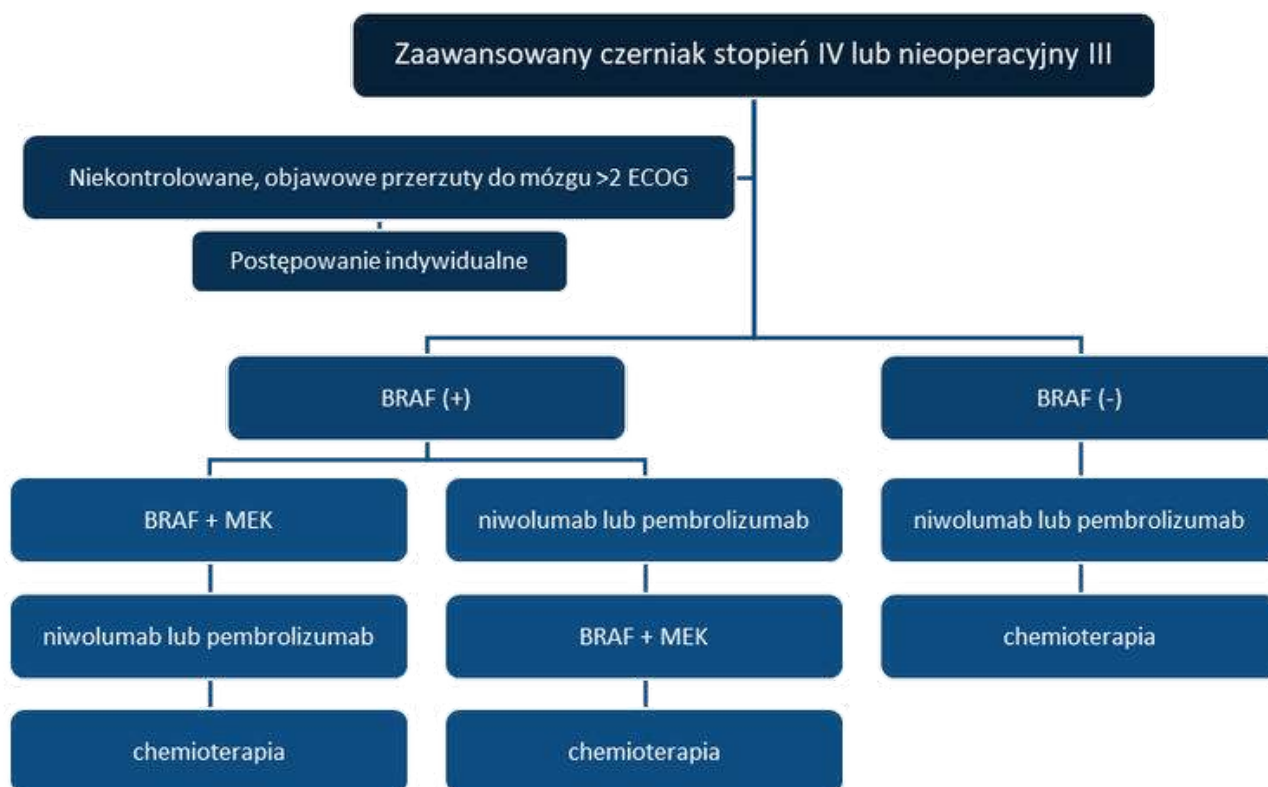 Zaawansowany czerniak stopień IV lub nieoperacyjny III
Niekontrolowane, objawowe przerzuty do mózgu >2 ECOG
Postępowanie indywidualne
BRAF (+)
BRAF (-)
BRAF + MEK
niwolumab lub pembrolizumab
niwolumab lub pembrolizumab
niwolumab lub pembrolizumab
BRAF + MEK
chemioterapia
chemioterapia
chemioterapia